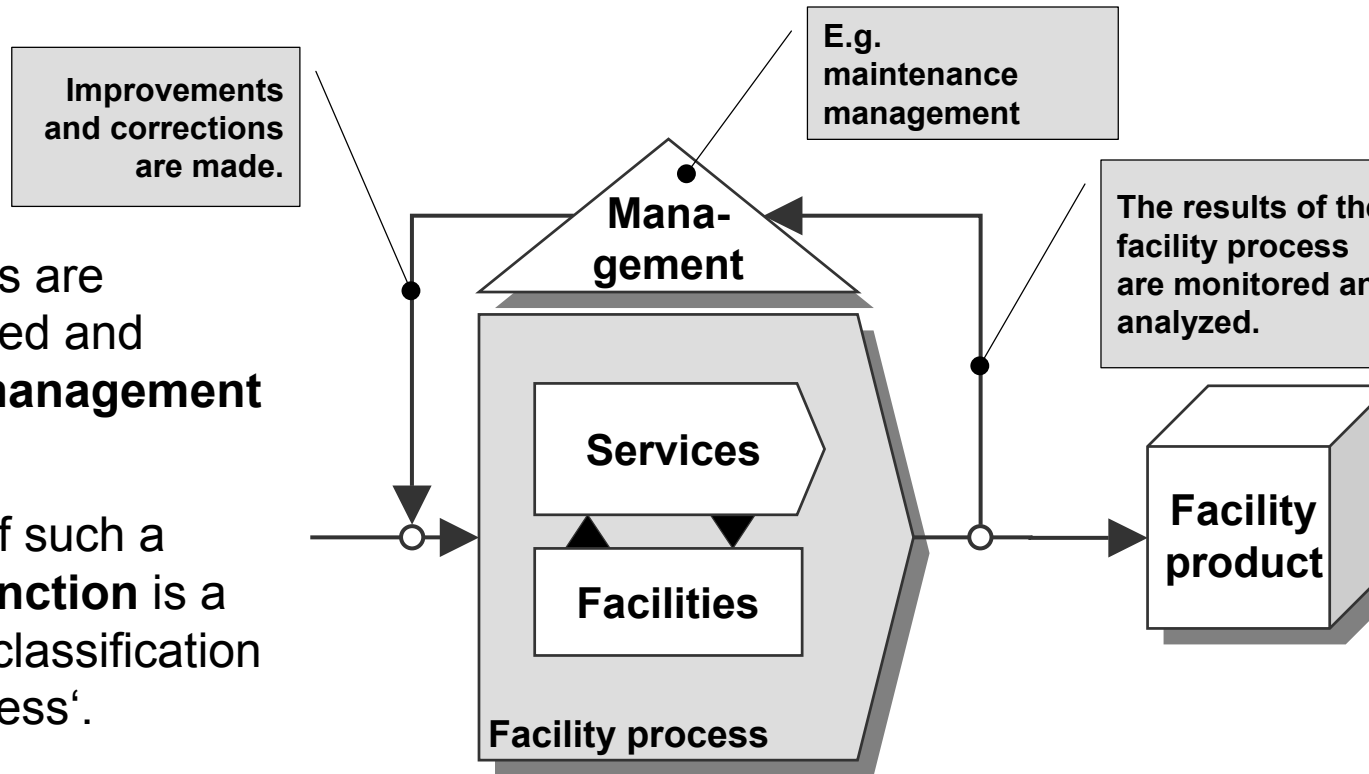 E.g.
maintenance
management
Improvements
and corrections
are made.
The results of the
facility process
are monitored an
analyzed.
Mana-
gement
s are
ed and
nanagement
f such a
nction is a
classification
ess‘.
Services
Facilities
Facility process
Facility
product